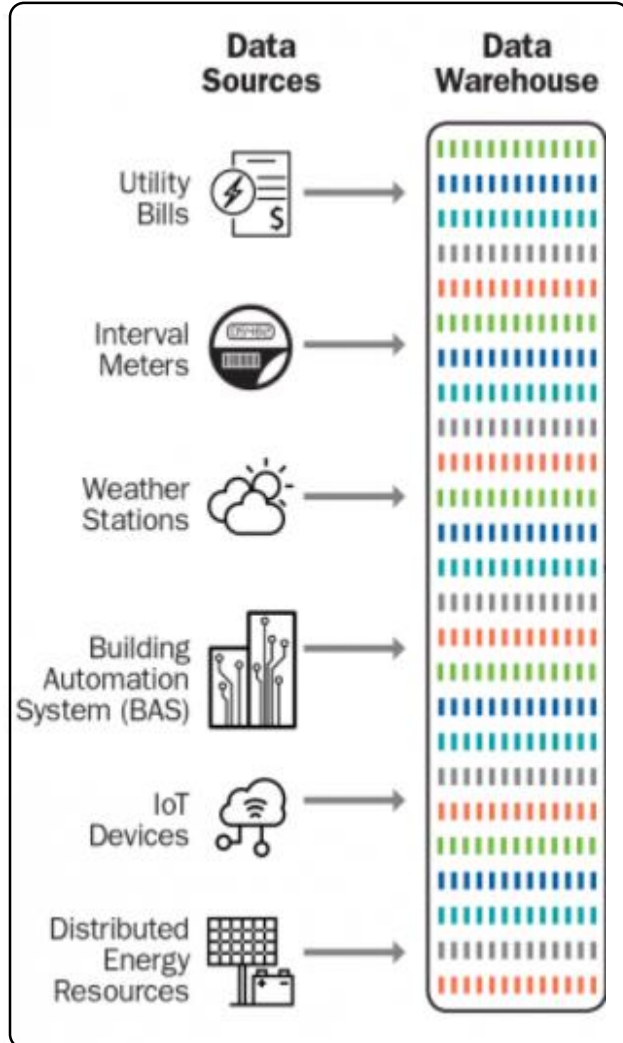 Data
Sources
Data
Warehouse
Utility
Bills
$
Interval
Meters
Weather
Stations
Building
Automation
System (BAS)
IoT
Devices
Distributed
Energy
Resources
+ -